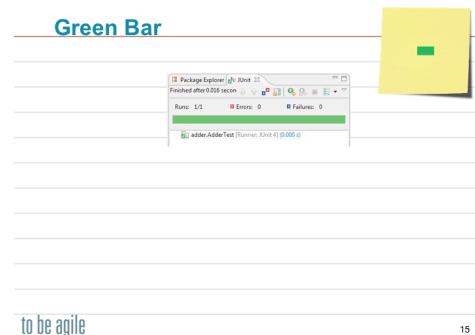 Green Bar
Package Explorer JUnit
Finished after 0.016 secon
Runs: 1/1 Errors: 0 Failures: 0
adder.AdderTest [Runner: JUnit 4] (0.000 s)
to be agile
15